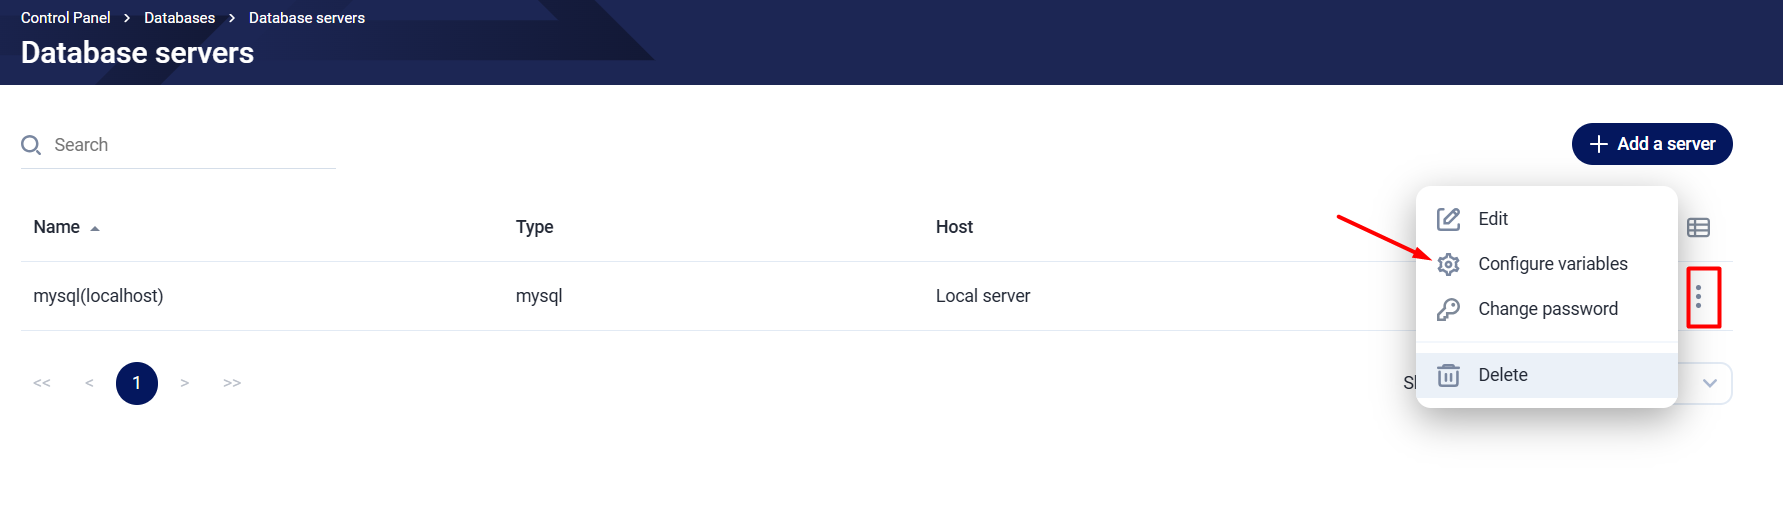 Control Panel > Databases > Database servers
Database servers
Search
Add a server
Name Type Host
mysql(localhost) mysql Local server
Edit
Configure variables
Change password
Delete
<< < 1 > >>